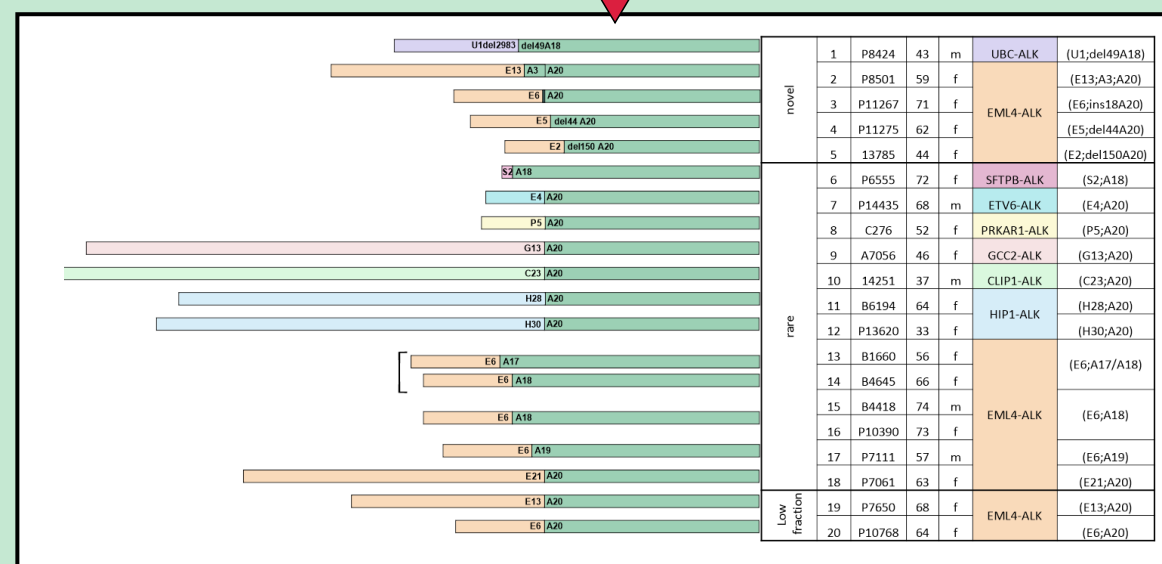 U1del2983 del49A18
E13 A3 A20
E6 A20
E5 del44 A20
E2 del150 A20
S2 A18
E4 A20
P5 A20
G13 A20
C23 A20
H28 A20
H30 A20
E6 A17
E6 A18
E6 A18
E6 A19
E21 A20
E13 A20
E6 A20
novel
1 P8424 43 m UBC-ALK (U1;del49A18)
2 P8501 59 f (E13;A3;A20)
3 P11267 71 f EML4-ALK (E6;ins18A20)
4 P11275 62 f (E5;del44A20)
5 13785 44 f (E2;del150A20)
rare
6 P6555 72 f SFTPB-ALK (S2;A18)
7 P14435 68 m ETV6-ALK (E4;A20)
8 C276 52 f PRKAR1-ALK (P5;A20)
9 A7056 46 f GCC2-ALK (G13;A20)
10 14251 37 m CLIP1-ALK (C23;A20)
11 B6194 64 f HIP1-ALK (H28;A20)
12 P13620 33 f (H30;A20)
13 B1660 56 f (E6;A17/A18)
14 B4645 66 f
15 B4418 74 m EML4-ALK (E6;A18)
16 P10390 73 f
17 P7111 57 m (E6;A19)
18 P7061 63 f (E21;A20)
Low
fraction
19 P7650 68 f EML4-ALK (E13;A20)
20 P10768 64 f (E6;A20)